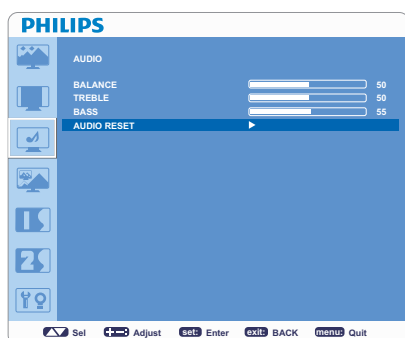 PHILIPS
AUDIO
BALANCE 50
TREBLE 50
BASS 55
AUDIO RESET
Sel Adjust set: Enter exit: BACK menu: Quit